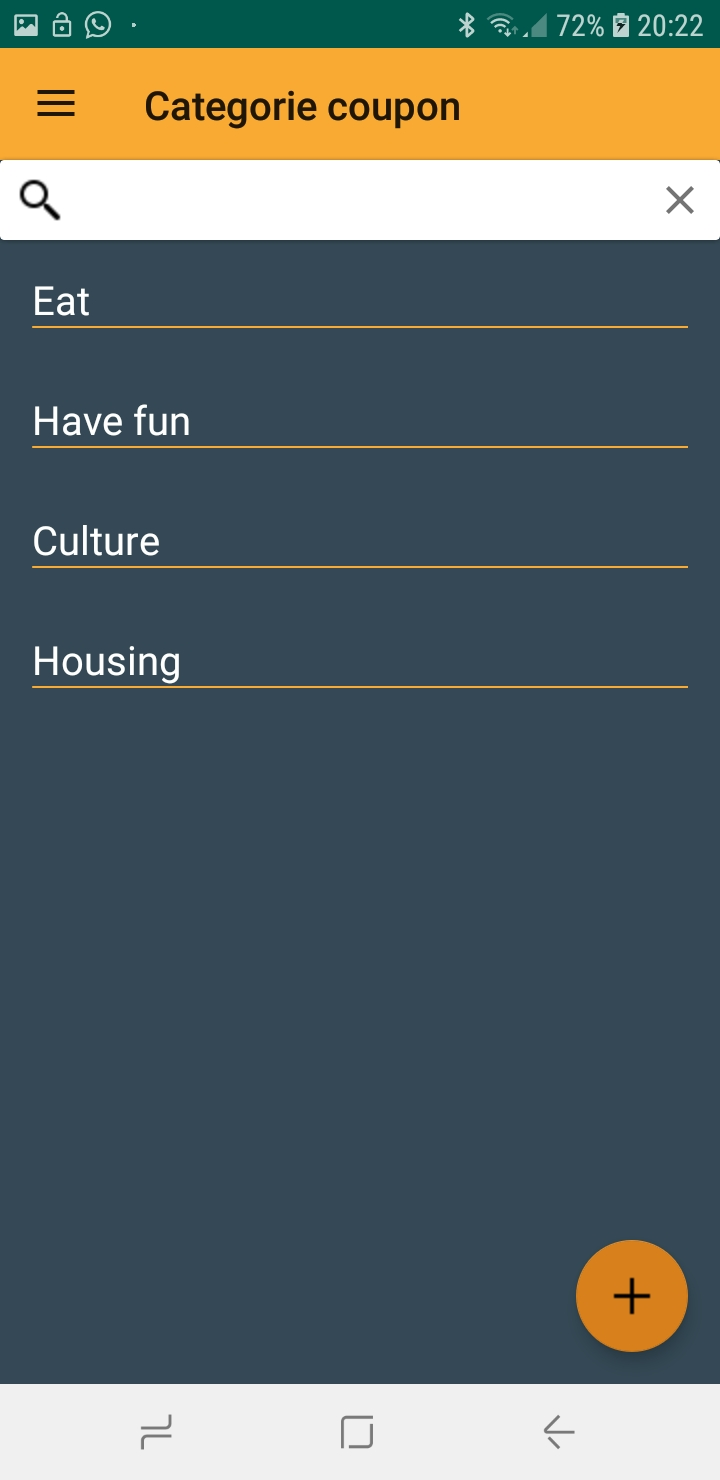 72% 20:22
Categorie coupon
Eat
Have fun
Culture
Housing